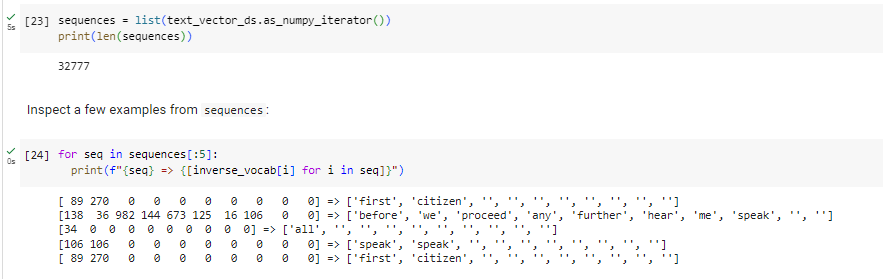 [23] sequences = list(text_vector_ds.as_numpy_iterator())
5s print(len(sequences))
32777
Inspect a few examples from sequences:
[24] for seq in sequences[:5]:
0s print(f"{seq} => {[inverse_vocab[i] for i in seq]}")
[ 89 270   0   0   0   0   0   0   0   0] => ['first', 'citizen', '', '', '', '', '', '', '', '']
[138  36 982 144 673 125  16 106   0   0] => ['before', 'we', 'proceed', 'any', 'further', 'hear', 'me', 'speak', '', '']
[34  0  0  0  0  0  0  0  0  0] => ['all', '', '', '', '', '', '', '', '', '']
[106 106   0   0   0   0   0   0   0   0] => ['speak', 'speak', '', '', '', '', '', '', '', '']
[ 89 270   0   0   0   0   0   0   0   0] => ['first', 'citizen', '', '', '', '', '', '', '', '']